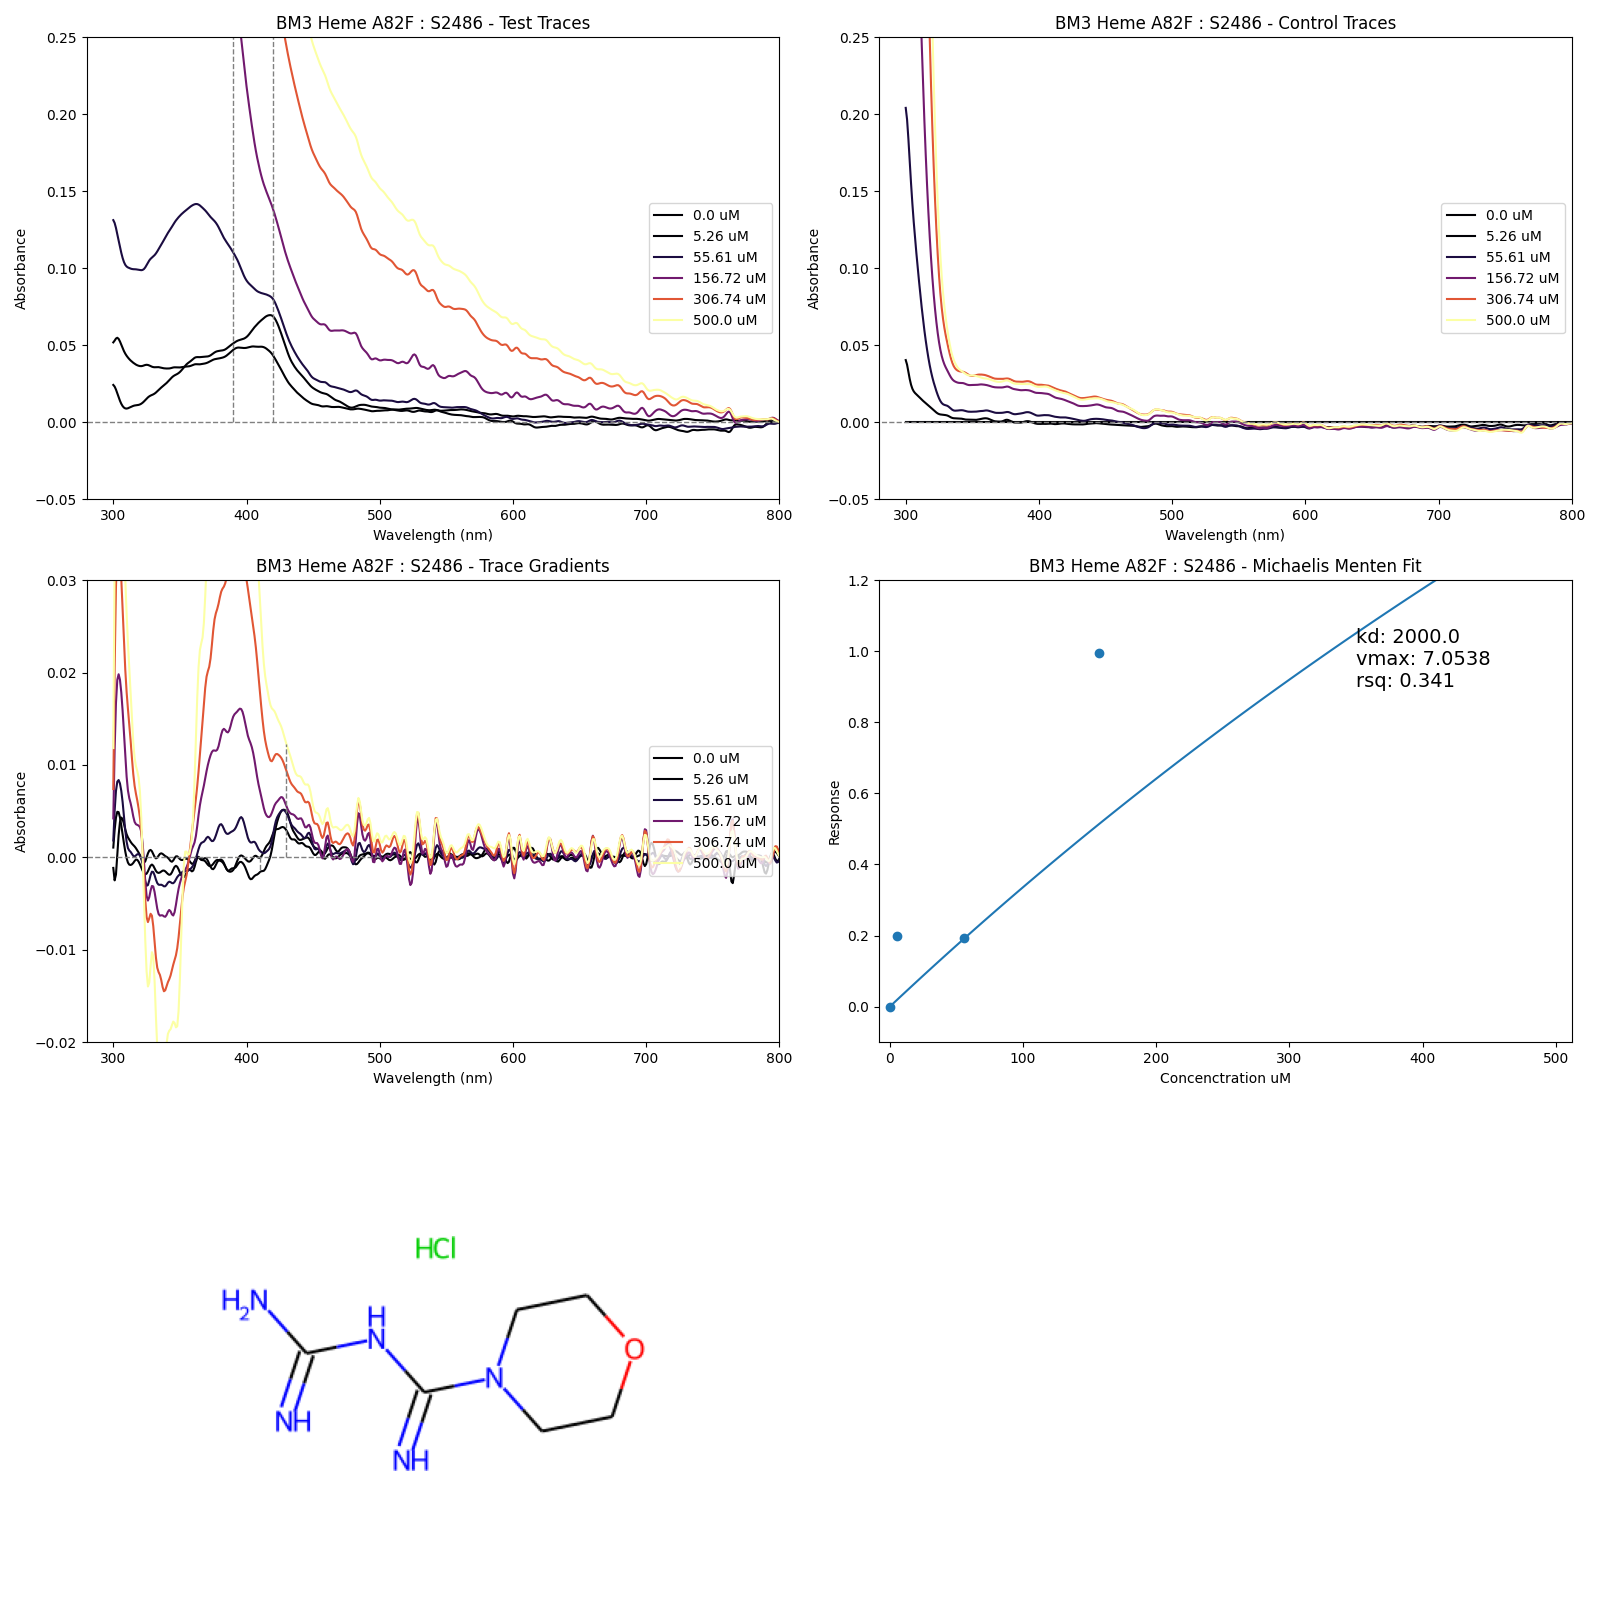 BM3 Heme A82F : S2486 - Test Traces
Absorbance
0.25
0.20
0.15
0.10
0.05
0.00
−0.05
300 400 500 600 700 800
Wavelength (nm)
0.0 uM
5.26 uM
55.61 uM
156.72 uM
306.74 uM
500.0 uM
BM3 Heme A82F : S2486 - Control Traces
Absorbance
0.25
0.20
0.15
0.10
0.05
0.00
−0.05
300 400 500 600 700 800
Wavelength (nm)
0.0 uM
5.26 uM
55.61 uM
156.72 uM
306.74 uM
500.0 uM
BM3 Heme A82F : S2486 - Trace Gradients
Absorbance
0.03
0.02
0.01
0.00
−0.01
−0.02
300 400 500 600 700 800
Wavelength (nm)
0.0 uM
5.26 uM
55.61 uM
156.72 uM
306.74 uM
500.0 uM
BM3 Heme A82F : S2486 - Michaelis Menten Fit
Response
1.2
1.0
0.8
0.6
0.4
0.2
0.0
0 100 200 300 400 500
Concenctration uM
kd: 2000.0
vmax: 7.0538
rsq: 0.341
HCl
H2N
H
N
NH
N
O
NH